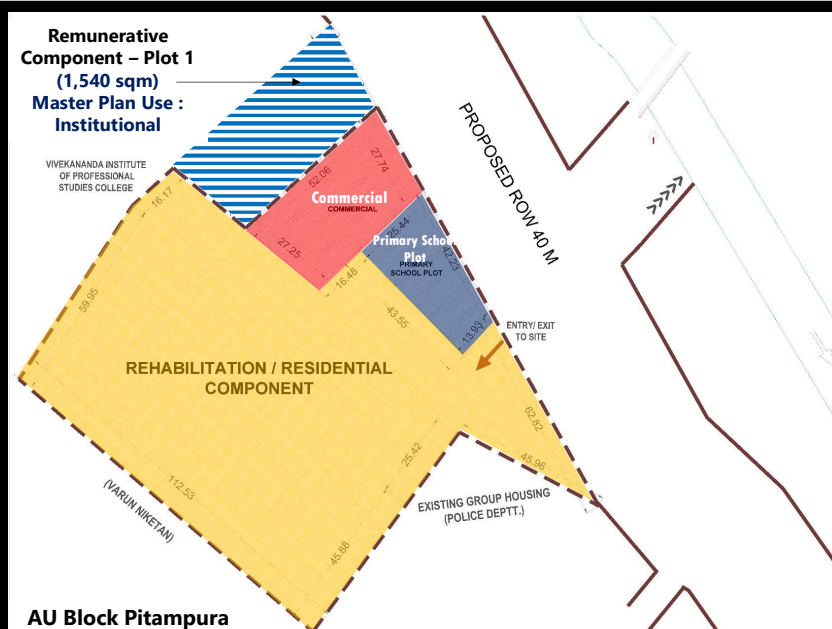 Remunerative
Component – Plot 1
(1,540 sqm)
Master Plan Use :
Institutional
VIVEKANANDA INSTITUTE
OF PROFESSIONAL
STUDIES COLLEGE
16.17
59.95
27.25
52.06
27.74
Commercial
COMMERCIAL
25.44
Primary Schoo
Plot
PRIMARY
SCHOOL PLOT
42.23
16.48
43.55
13.93
PROPOSED ROW 40 M
ENTRY/ EXIT
TO SITE
REHABILITATION / RESIDENTIAL
COMPONENT
62.82
45.96
25.42
112.53
45.88
(VARUN NIKETAN)
EXISTING GROUP HOUSING
(POLICE DEPTT.)
AU Block Pitampura